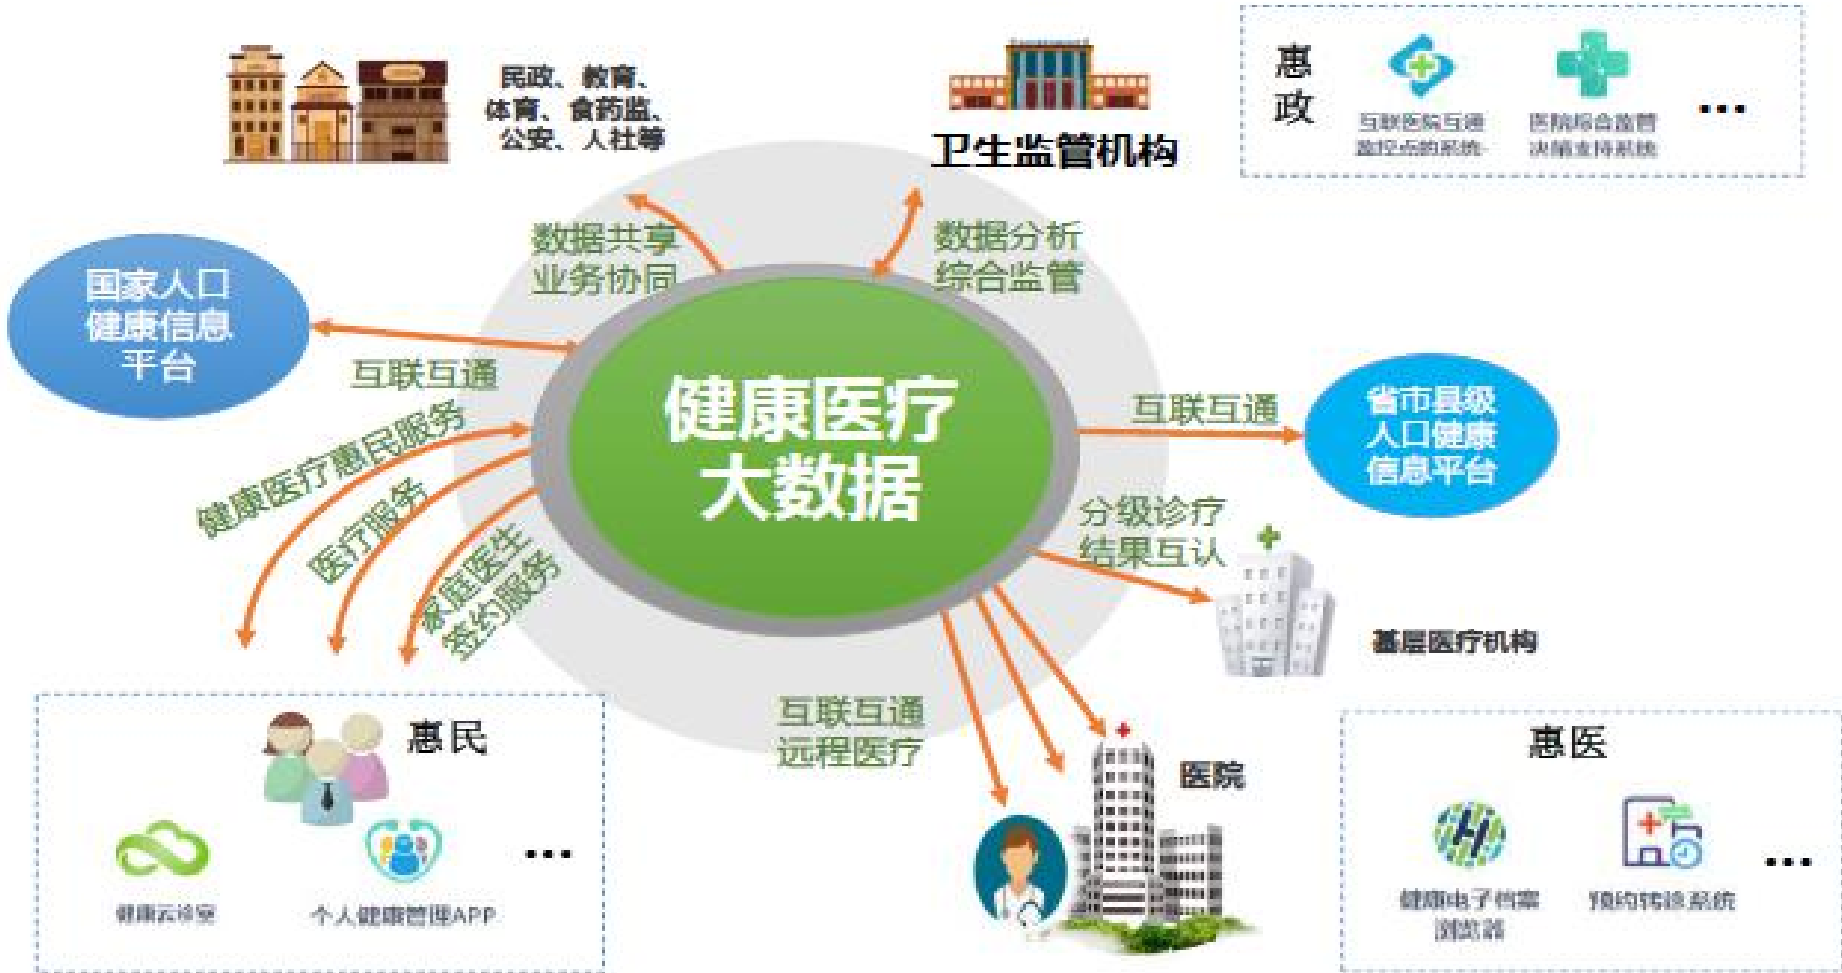 民政、教育、
体育、食药监、
公安、人社等
卫生监管机构
惠
政
互联医院互通
监控点的系统-
医院综合监管
决策支持系统
...
数据共享
业务协同
数据分析
综合监管
国家人口
健康信息
平台
互联互通
健康医疗
大数据
互联互通
省市县级
人口健康
信息平台
健康医疗惠民服务
医疗服务
家庭医生
签约服务
分级诊疗
结果互认
基层医疗机构
互联互通
远程医疗
医院
惠民
健康云诊室
个人健康管理APP
...
惠医
健康电子档案
浏览器
预约转诊系统
...